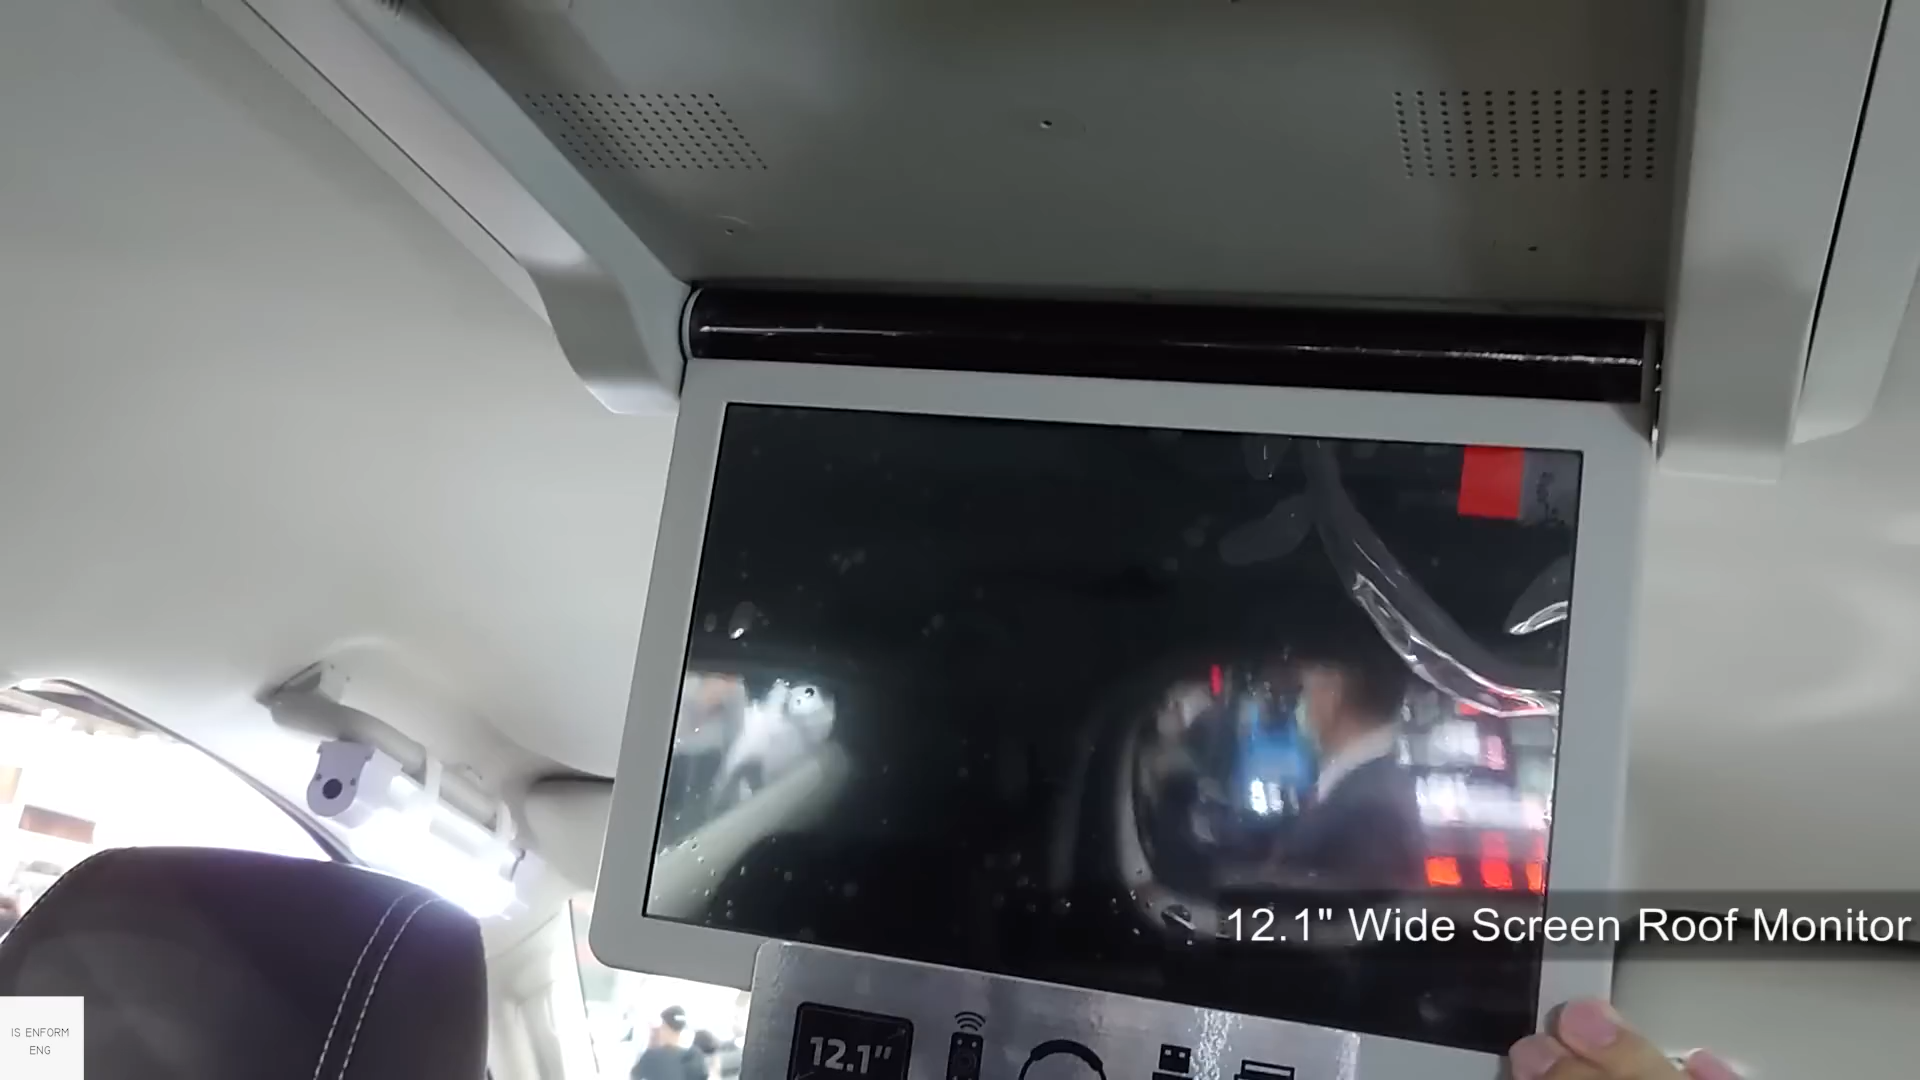 12.1" Wide Screen Roof Monitor
12.1"
IS ENFORM
ENG